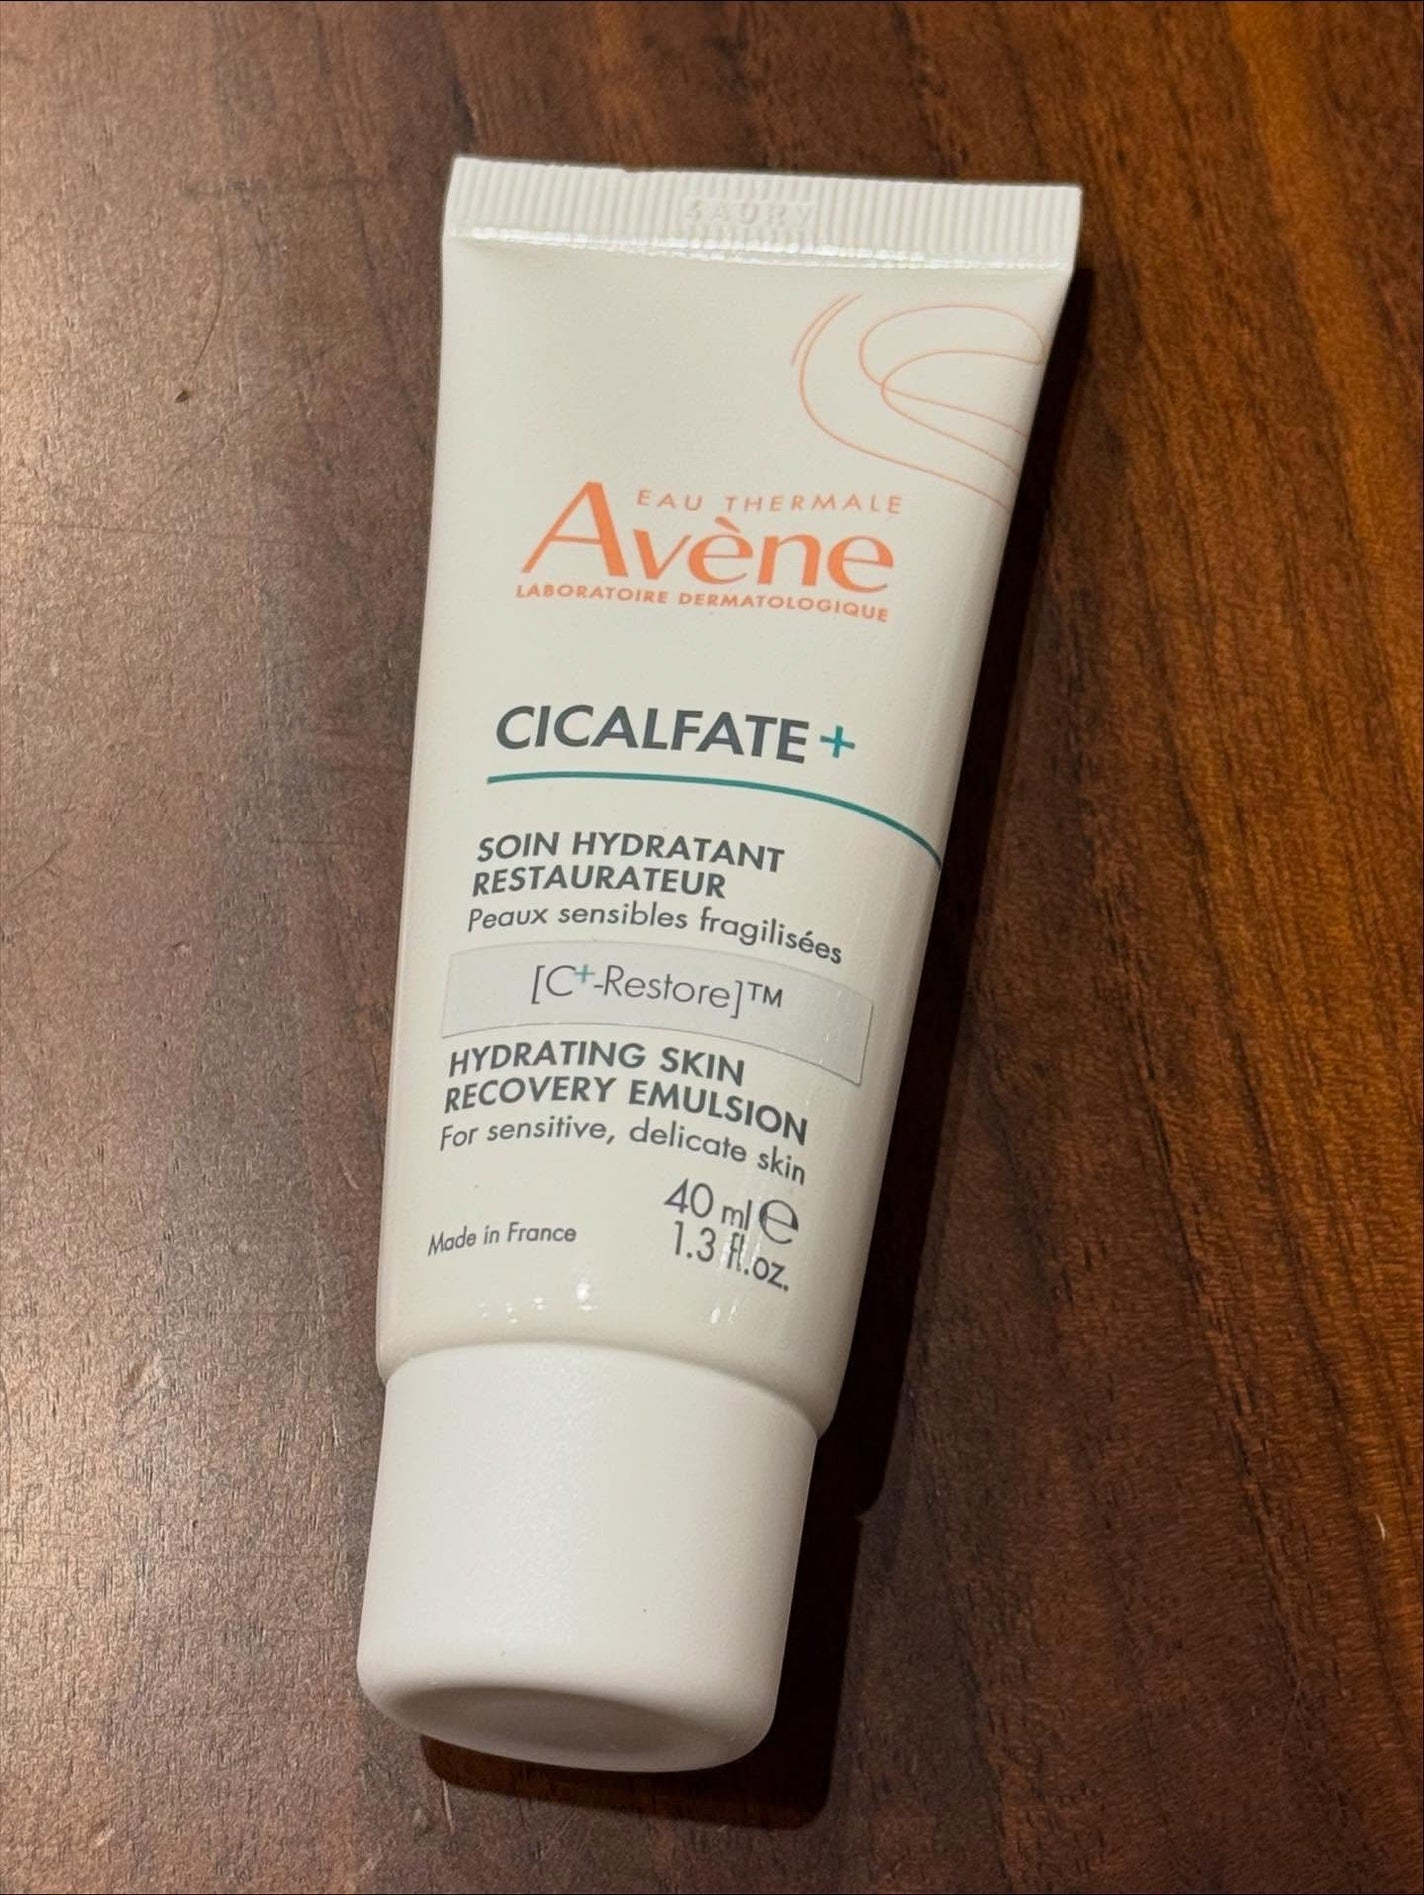 EAU THERMALE
Avène
LABORATOIRE DERMATOLOGIQUE
CICALFATE+
SOIN HYDRATANT
RESTAURATEUR
Peaux sensibles fragilisées
[C+-Restore]™
HYDRATING SKIN
RECOVERY EMULSION
For sensitive, delicate skin
40 ml ℮
1.3 fl.oz.
Made in France